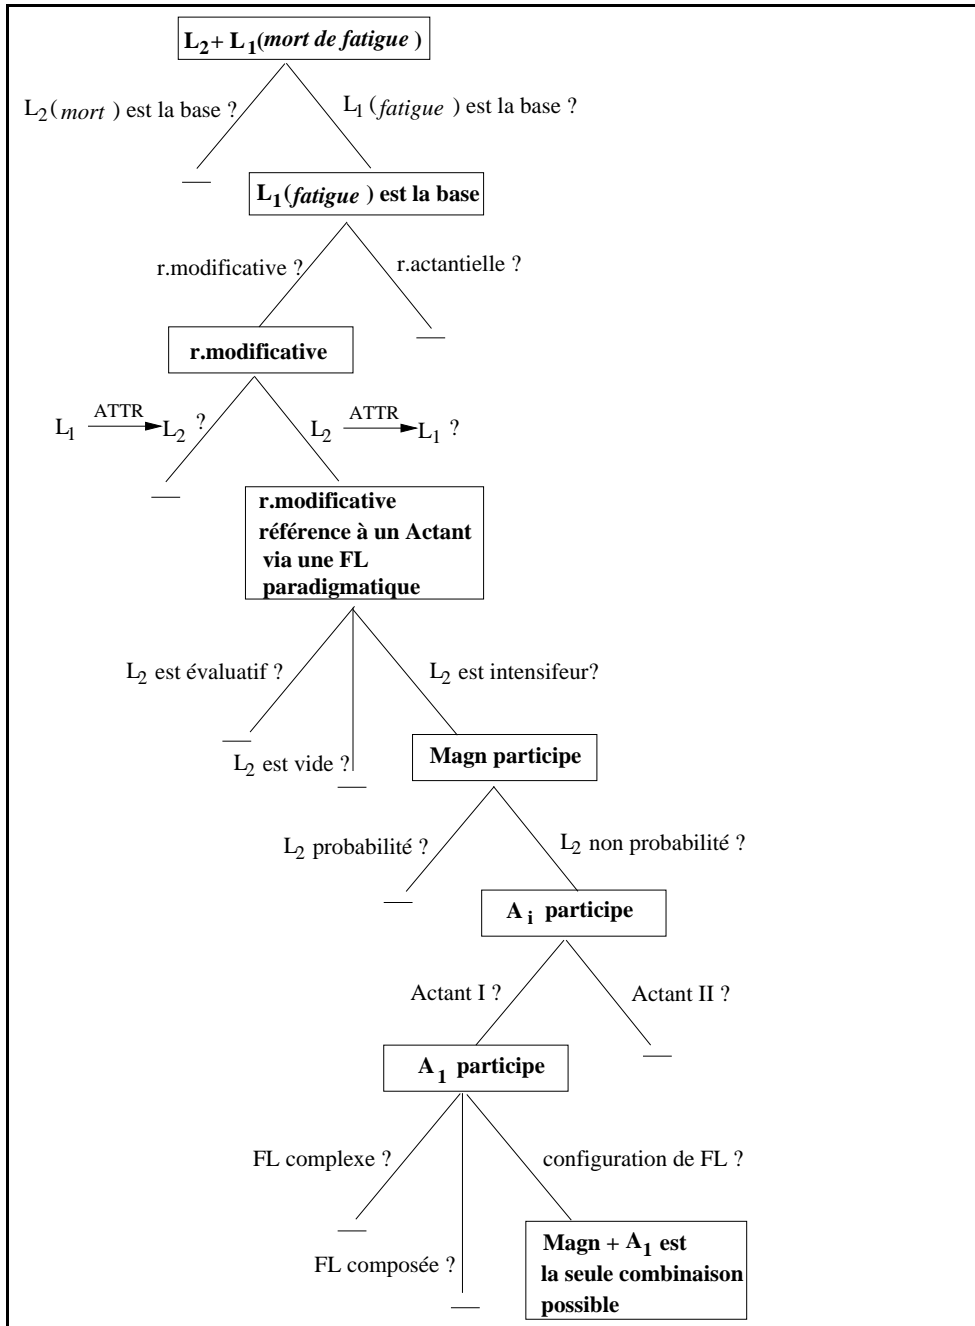 L2 + L1 (mort de fatigue )
L2 (mort ) est la base ?
L1 (fatigue ) est la base ?
L1 (fatigue ) est la base
r.modificative ?
r.actantielle ?
r.modificative
L1 ATTR L2 ?
L2 ATTR L1 ?
r.modificative
référence à un Actant
via une FL
paradigmatique
L2 est évaluatif ?
L2 est intensifeur?
L2 est vide ?
Magn participe
L2 probabilité ?
L2 non probabilité ?
Ai participe
Actant I ?
Actant II ?
A1 participe
FL complexe ?
configuration de FL ?
FL composée ?
Magn + A1 est
la seule combinaison
possible